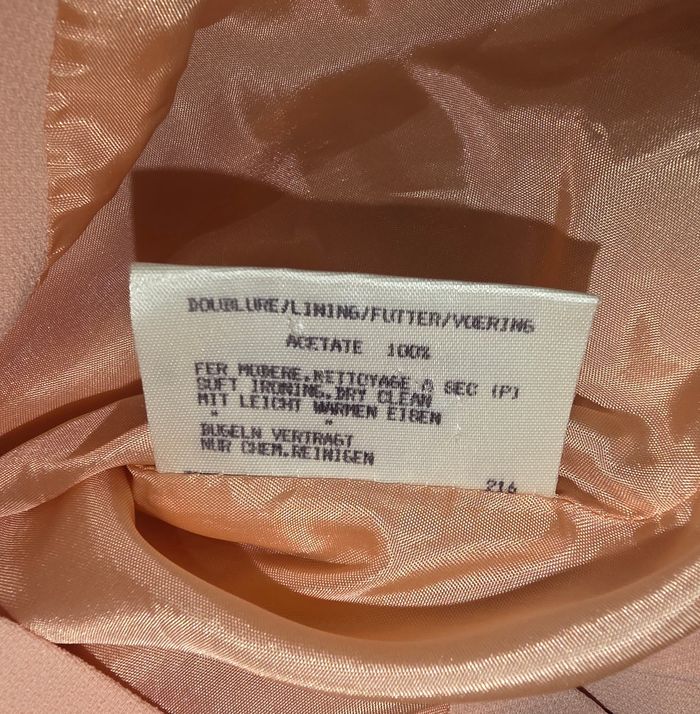 DOUBLURE/LINING/FUTTER/VOERING
ACETATE 100%
FER MODERE.NETTOYAGE A SEC (P)
SOFT IRONING.DRY CLEAN
MIT LEICHT WARMEN EISEN
" "
BUGELN VERTRAGT
NUR CHEM.REINIGEN
216